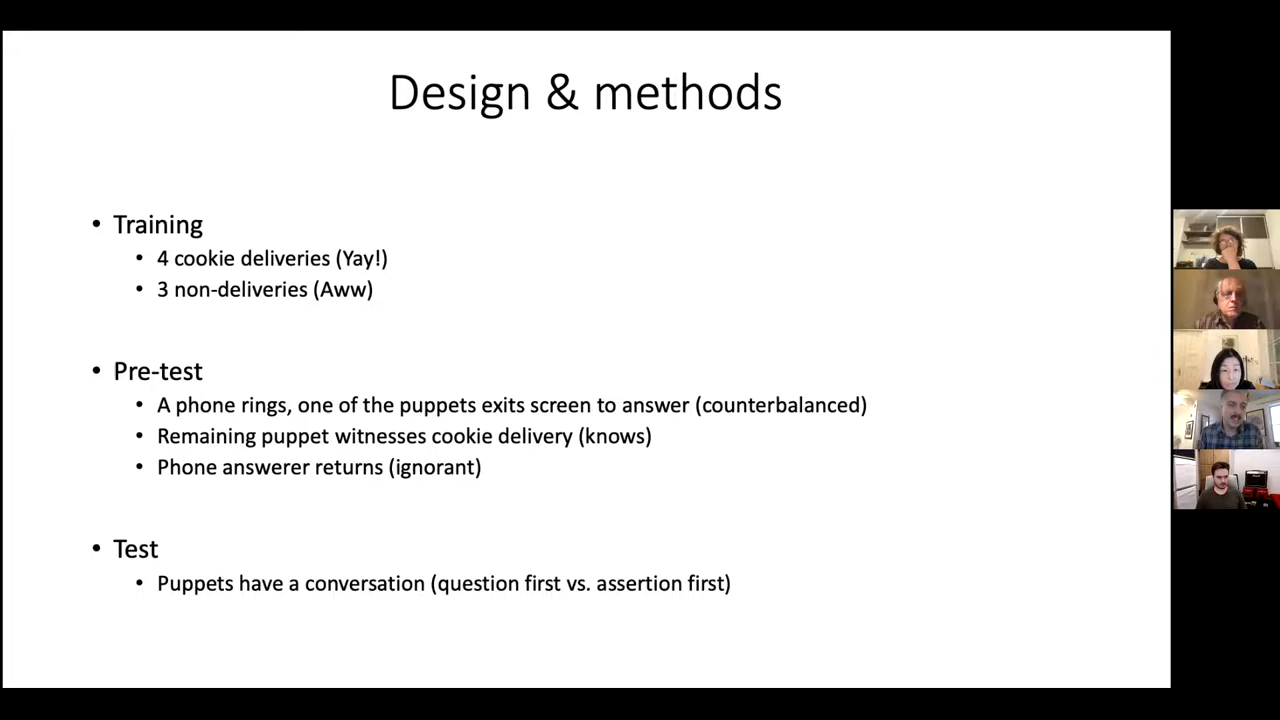 Design & methods
• Training
• 4 cookie deliveries (Yay!)
• 3 non-deliveries (Aww)
• Pre-test
• A phone rings, one of the puppets exits screen to answer (counterbalanced)
• Remaining puppet witnesses cookie delivery (knows)
• Phone answerer returns (ignorant)
• Test
• Puppets have a conversation (question first vs. assertion first)